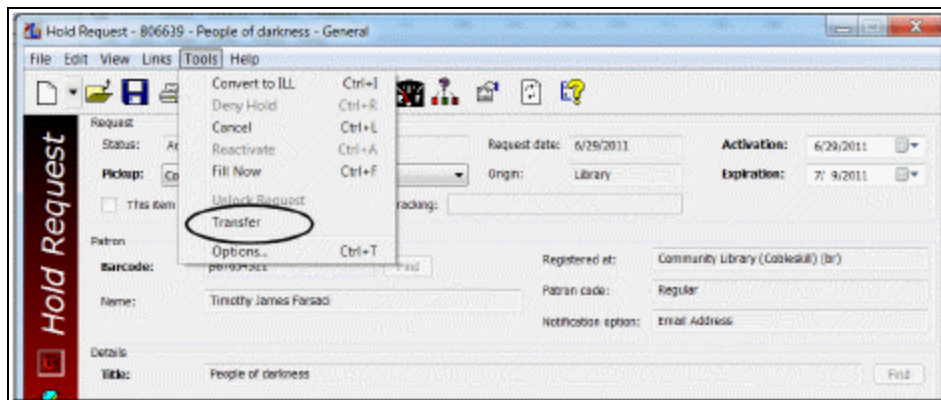 Hold Request - 806639 - People of darkness - General
File Edit View Links Tools Help
Convert to ILL Ctrl+I
Deny Hold Ctrl+R
Cancel Ctrl+L
Reactivate Ctrl+A
Fill Now Ctrl+F
Unlock Request
Transfer
Options... Ctrl+T
Hold Request
Request
Status: Request date: 6/29/2011 Activation: 6/29/2011
Pickup: Co Origin: Library Expiration: 7/ 9/2011
This item racking:
Patron
Barcode: Find Registered at: Community Library (Cobleskill) (br)
Name: Timothy James Farsaci Patron code: Regular
Notification option: Email Address
Details
Title: People of darkness Find